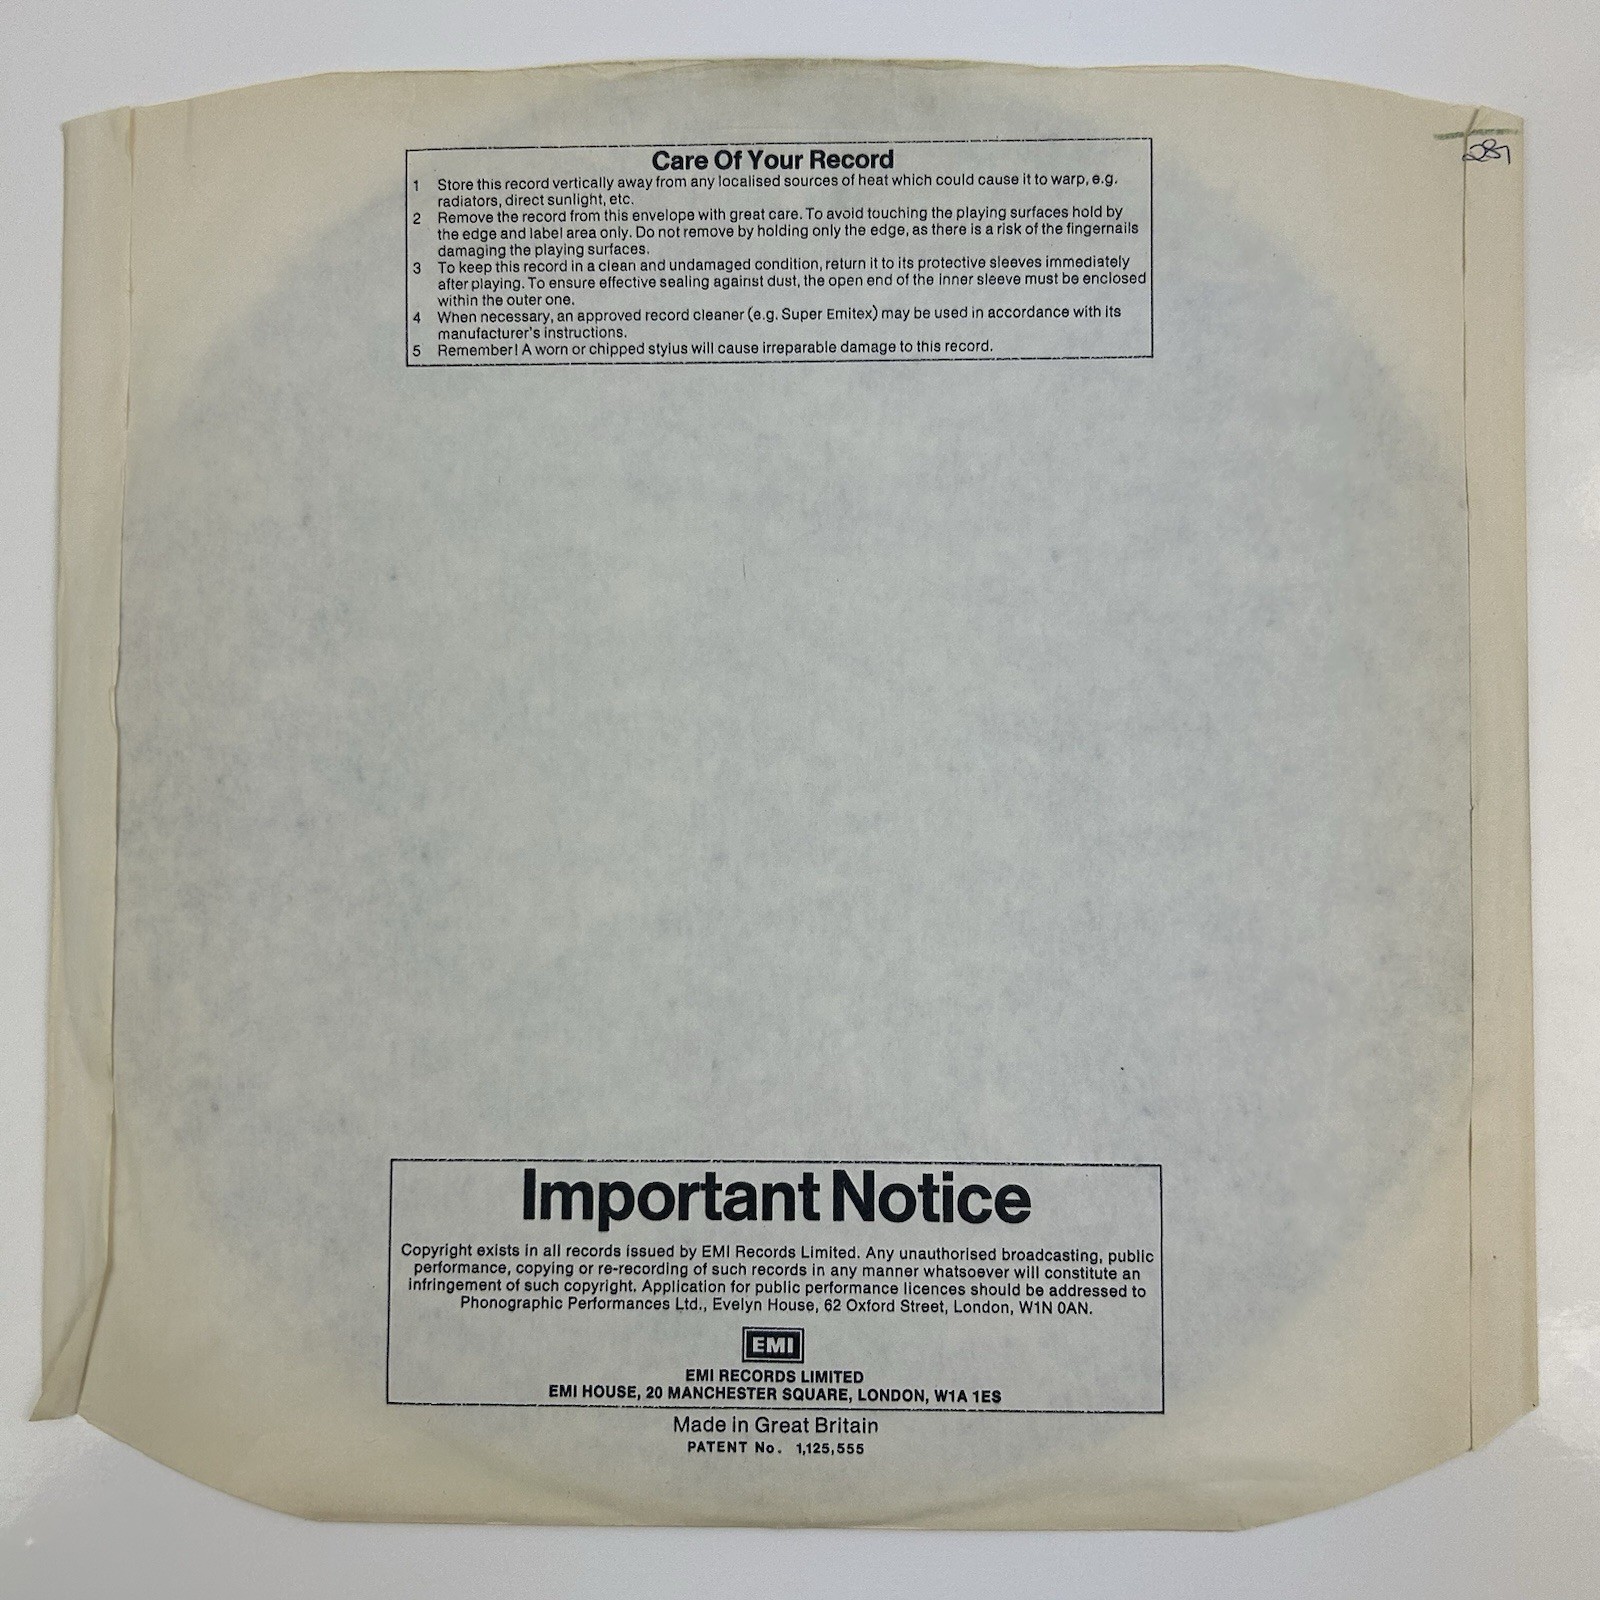 Care Of Your Record
1 Store this record vertically away from any localised sources of heat which could cause it to warp, e.g.
radiators, direct sunlight, etc.
2 Remove the record from this envelope with great care. To avoid touching the playing surfaces hold by
the edge and label area only. Do not remove by holding only the edge, as there is a risk of the fingernails
damaging the playing surfaces.
3 To keep this record in a clean and undamaged condition, return it to its protective sleeves immediately
after playing. To ensure effective sealing against dust, the open end of the inner sleeve must be enclosed
within the outer one.
4 When necessary, an approved record cleaner (e.g. Super Emitex) may be used in accordance with its
manufacturer's instructions.
5 Remember! A worn or chipped stylus will cause irreparable damage to this record.
Important Notice
Copyright exists in all records issued by EMI Records Limited. Any unauthorised broadcasting, public
performance, copying or re-recording of such records in any manner whatsoever will constitute an
infringement of such copyright. Application for public performance licences should be addressed to
Phonographic Performances Ltd., Evelyn House, 62 Oxford Street, London, W1N 0AN.
EMI
EMI RECORDS LIMITED
EMI HOUSE, 20 MANCHESTER SQUARE, LONDON, W1A 1ES
Made in Great Britain
PATENT No. 1,125,555